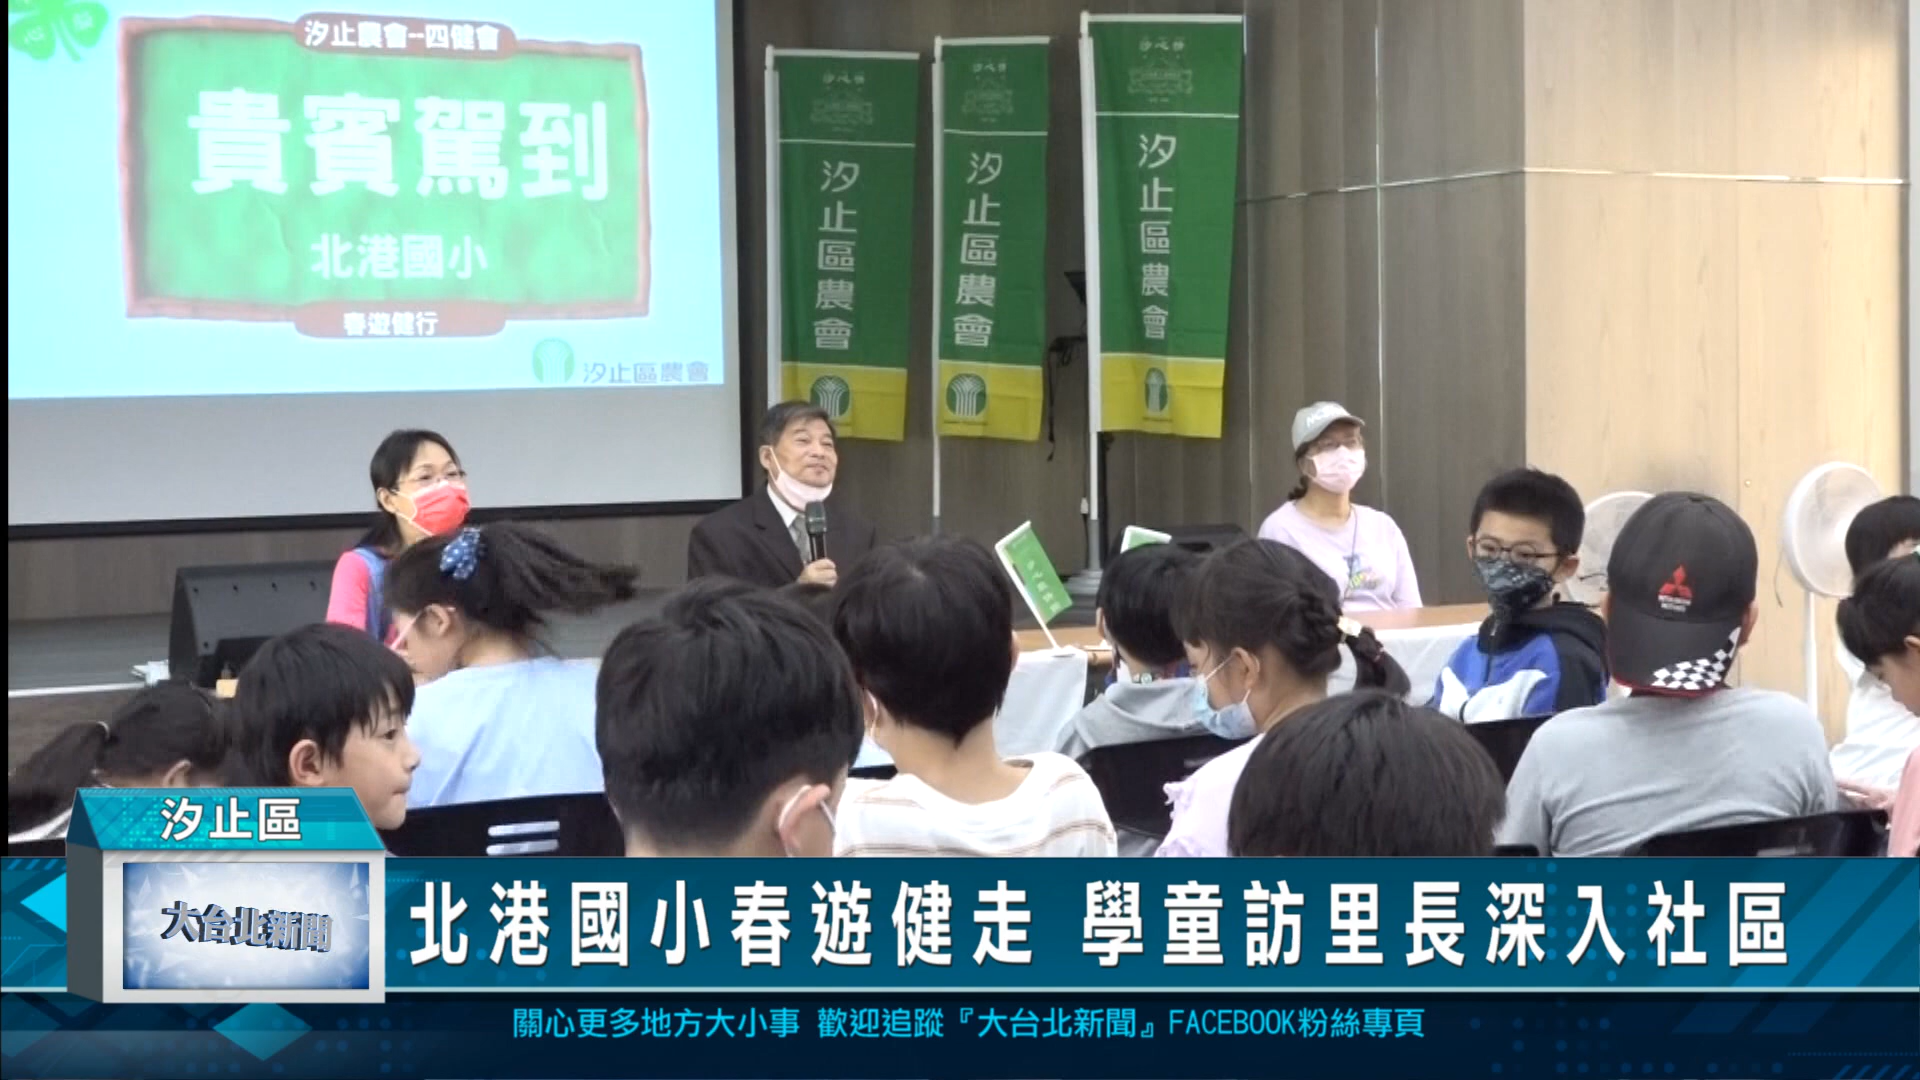 汐止農會--四健會
貴賓駕到
北港國小
春遊健行
汐止區農會
汐止區農會
汐止區農會
汐止區農會
MITSUBISHI
MOTORS
汐止區
大台北新聞
北港國小春遊健走 學童訪里長深入社區
關心更多地方大小事 歡迎追蹤『大台北新聞』FACEBOOK粉絲專頁